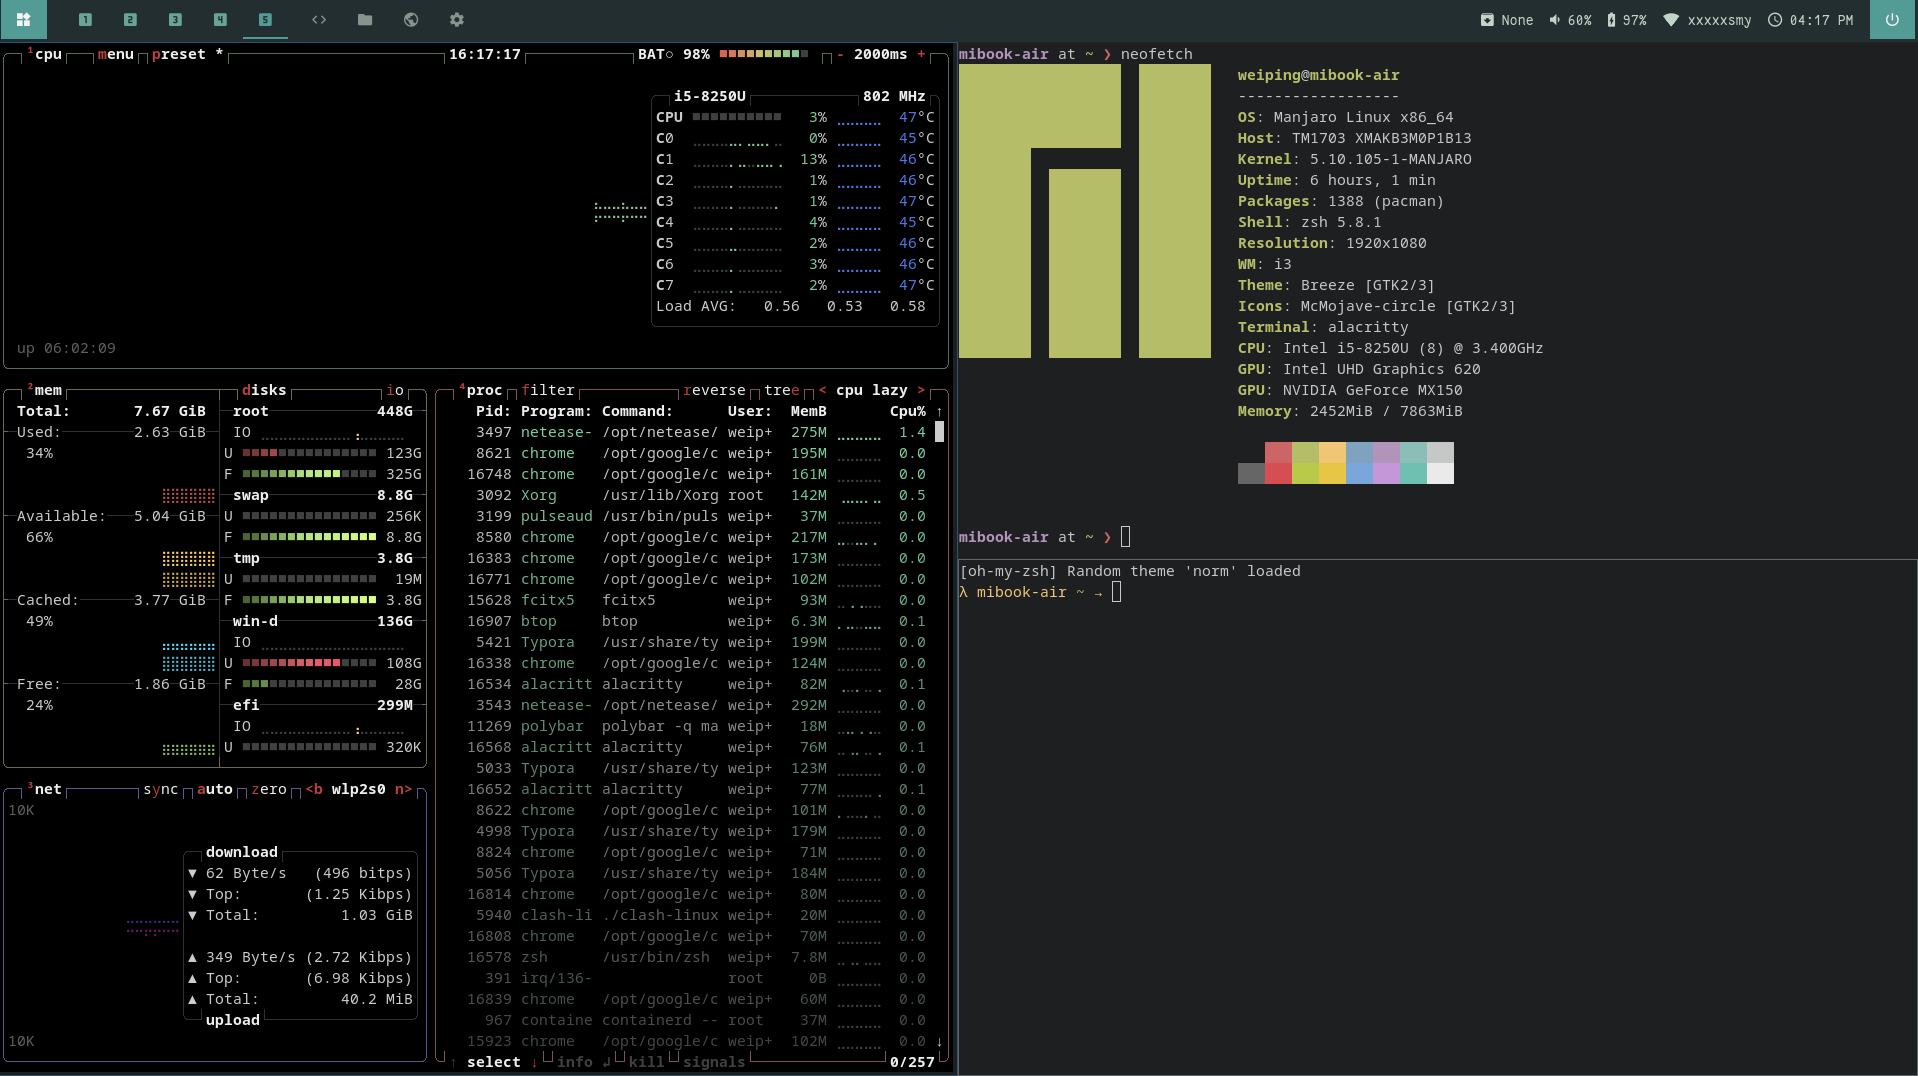 1 2 3 4 5 <> None 60% 97% xxxxxsmy 04:17 PM
¹cpu menu preset * 16:17:17 BAT○ 98% - 2000ms +
i5-8250U 802 MHz
CPU 3% 47°C
C0 0% 45°C
C1 13% 46°C
C2 1% 46°C
C3 1% 47°C
C4 4% 45°C
C5 2% 46°C
C6 3% 46°C
C7 2% 47°C
Load AVG: 0.56 0.53 0.58
up 06:02:09
²mem disks io
Total: 7.67 GiB root 448G
Used: 2.63 GiB IO
34% U 123G
F 325G
swap 8.8G
Available: 5.04 GiB U 256K
66% F 8.8G
tmp 3.8G
U 19M
Cached: 3.77 GiB F 3.8G
49% win-d 136G
IO
U 108G
Free: 1.86 GiB F 28G
24% efi 299M
IO
U 320K
³net sync auto zero <b wlp2s0 n>
10K
download
▼ 62 Byte/s (496 bitps)
▼ Top: (1.25 Kibps)
▼ Total: 1.03 GiB
▲ 349 Byte/s (2.72 Kibps)
▲ Top: (6.98 Kibps)
▲ Total: 40.2 MiB
upload
10K
⁴proc filter reverse tree < cpu lazy >
Pid: Program: Command: User: MemB Cpu% ↑
3497 netease- /opt/netease/ weip+ 275M 1.4
8621 chrome /opt/google/c weip+ 195M 0.0
16748 chrome /opt/google/c weip+ 161M 0.0
3092 Xorg /usr/lib/Xorg root 142M 0.5
3199 pulseaud /usr/bin/puls weip+ 37M 0.0
8580 chrome /opt/google/c weip+ 217M 0.0
16383 chrome /opt/google/c weip+ 173M 0.0
16771 chrome /opt/google/c weip+ 102M 0.0
15628 fcitx5 fcitx5 weip+ 93M 0.0
16907 btop btop weip+ 6.3M 0.1
5421 Typora /usr/share/ty weip+ 199M 0.0
16338 chrome /opt/google/c weip+ 124M 0.0
16534 alacritt alacritty weip+ 82M 0.1
3543 netease- /opt/netease/ weip+ 292M 0.0
11269 polybar polybar -q ma weip+ 18M 0.0
16568 alacritt alacritty weip+ 76M 0.1
5033 Typora /usr/share/ty weip+ 123M 0.0
16652 alacritt alacritty weip+ 77M 0.1
8622 chrome /opt/google/c weip+ 101M 0.0
4998 Typora /usr/share/ty weip+ 179M 0.0
8824 chrome /opt/google/c weip+ 71M 0.0
5056 Typora /usr/share/ty weip+ 184M 0.0
16814 chrome /opt/google/c weip+ 80M 0.0
5940 clash-li ./clash-linux weip+ 20M 0.0
16808 chrome /opt/google/c weip+ 70M 0.0
16578 zsh /usr/bin/zsh weip+ 7.8M 0.0
391 irq/136- root 0B 0.0
16839 chrome /opt/google/c weip+ 60M 0.0
967 containe containerd -- root 37M 0.0
15923 chrome /opt/google/c weip+ 102M 0.0 ↓
↑ select ↓ info ↲ kill signals 0/257
mibook-air at ~ ❯ neofetch
weiping@mibook-air
------------------
OS: Manjaro Linux x86_64
Host: TM1703 XMAKB3M0P1B13
Kernel: 5.10.105-1-MANJARO
Uptime: 6 hours, 1 min
Packages: 1388 (pacman)
Shell: zsh 5.8.1
Resolution: 1920x1080
WM: i3
Theme: Breeze [GTK2/3]
Icons: McMojave-circle [GTK2/3]
Terminal: alacritty
CPU: Intel i5-8250U (8) @ 3.400GHz
GPU: Intel UHD Graphics 620
GPU: NVIDIA GeForce MX150
Memory: 2452MiB / 7863MiB
mibook-air at ~ ❯
[oh-my-zsh] Random theme 'norm' loaded
λ mibook-air ~ →